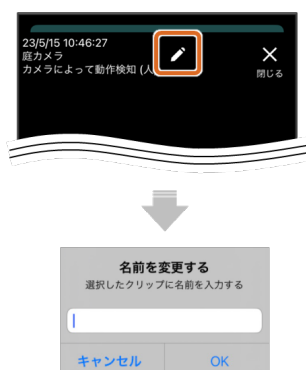 23/5/15 10:46:27
庭カメラ
カメラによって動作検知 (人
閉じる
名前を変更する
選択したクリップに名前を入力する
キャンセル
OK